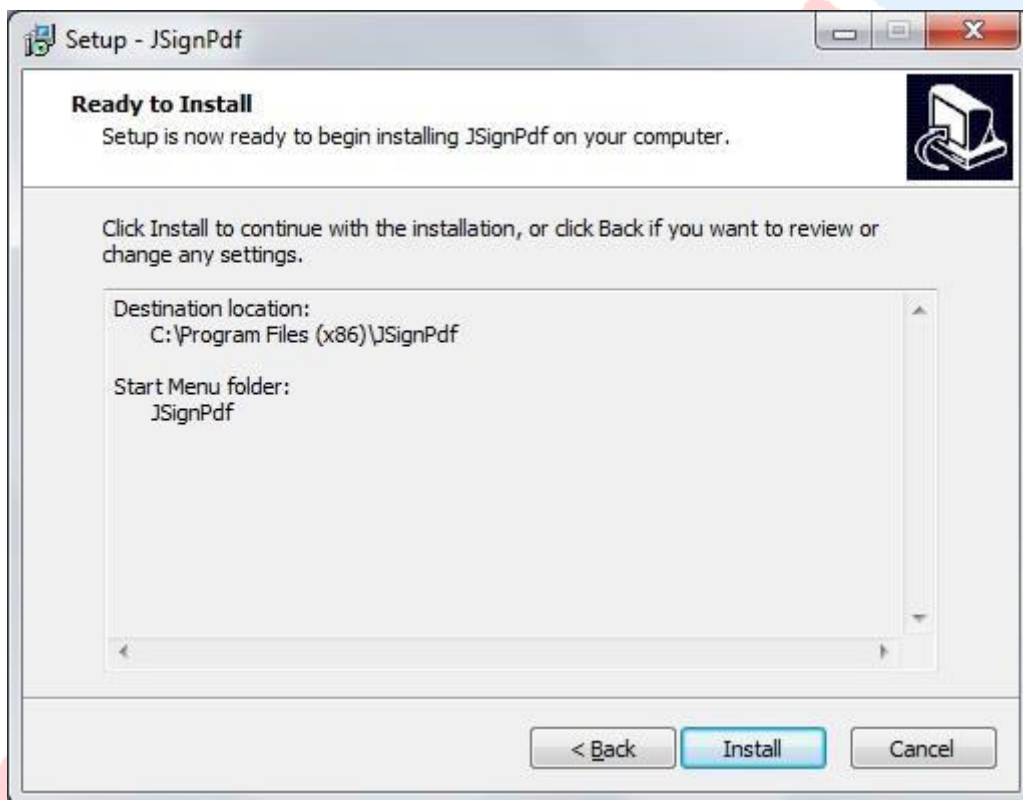 Setup - JSignPdf
Ready to Install
Setup is now ready to begin installing JSignPdf on your computer.
Click Install to continue with the installation, or click Back if you want to review or
change any settings.
Destination location:
C:\Program Files (x86)\JSignPdf
Start Menu folder:
JSignPdf
< Back
Install
Cancel